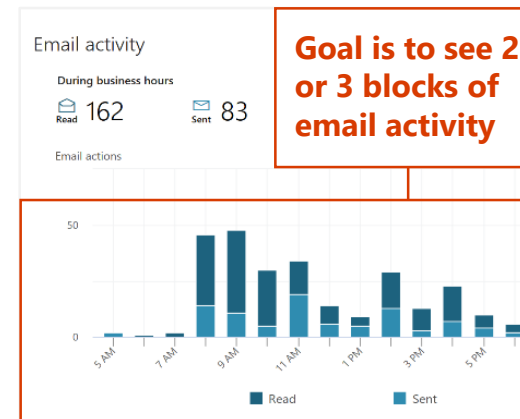 Email activity
Goal is to see 2
or 3 blocks of
email activity
During business hours
Read 162 Sent 83
Email actions
50
0
5 AM 7 AM 9 AM 11 AM 1 PM 3 PM 5 PM
Read Sent